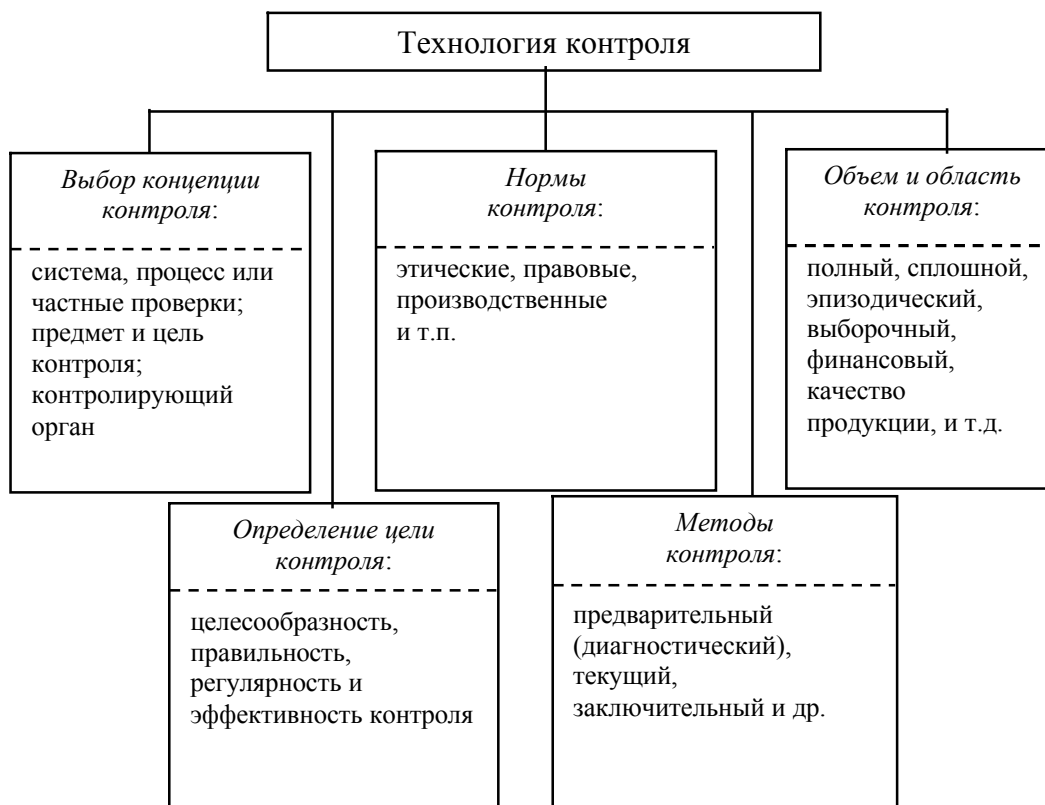 Технология контроля
Выбор концепции
контроля:
система, процесс или
частные проверки;
предмет и цель
контроля;
контролирующий
орган
Нормы
контроля:
этические, правовые,
производственные
и т.п.
Объем и область
контроля:
полный, сплошной,
эпизодический,
выборочный,
финансовый,
качество
продукции, и т.д.
Определение цели
контроля:
целесообразность,
правильность,
регулярность и
эффективность контроля
Методы
контроля:
предварительный
(диагностический),
текущий,
заключительный и др.